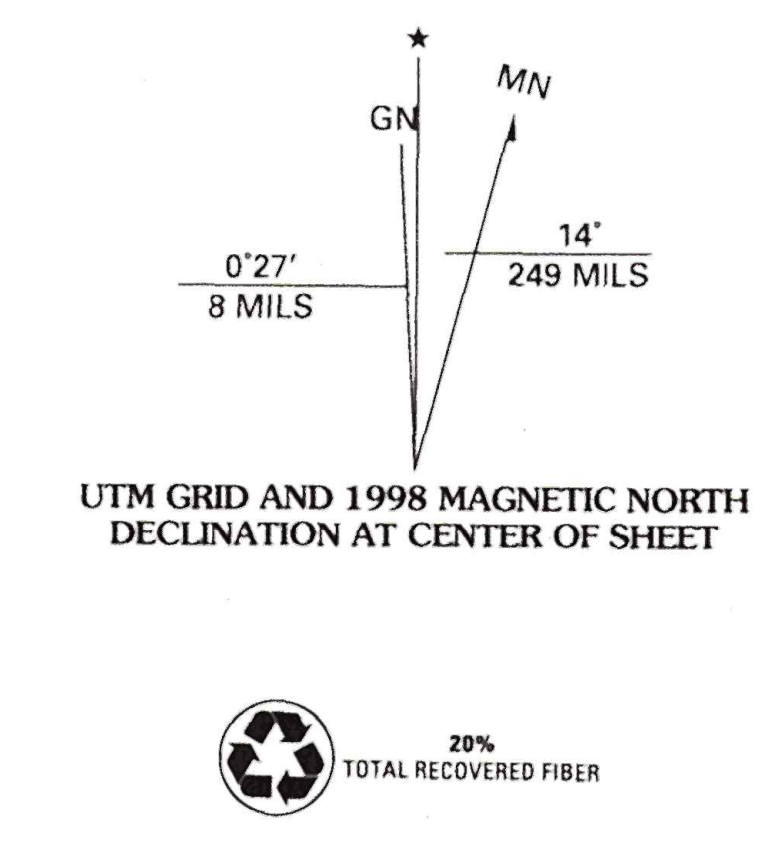 ★
GN
MN
0°27'
8 MILS
14°
249 MILS
UTM GRID AND 1998 MAGNETIC NORTH
DECLINATION AT CENTER OF SHEET
20%
TOTAL RECOVERED FIBER